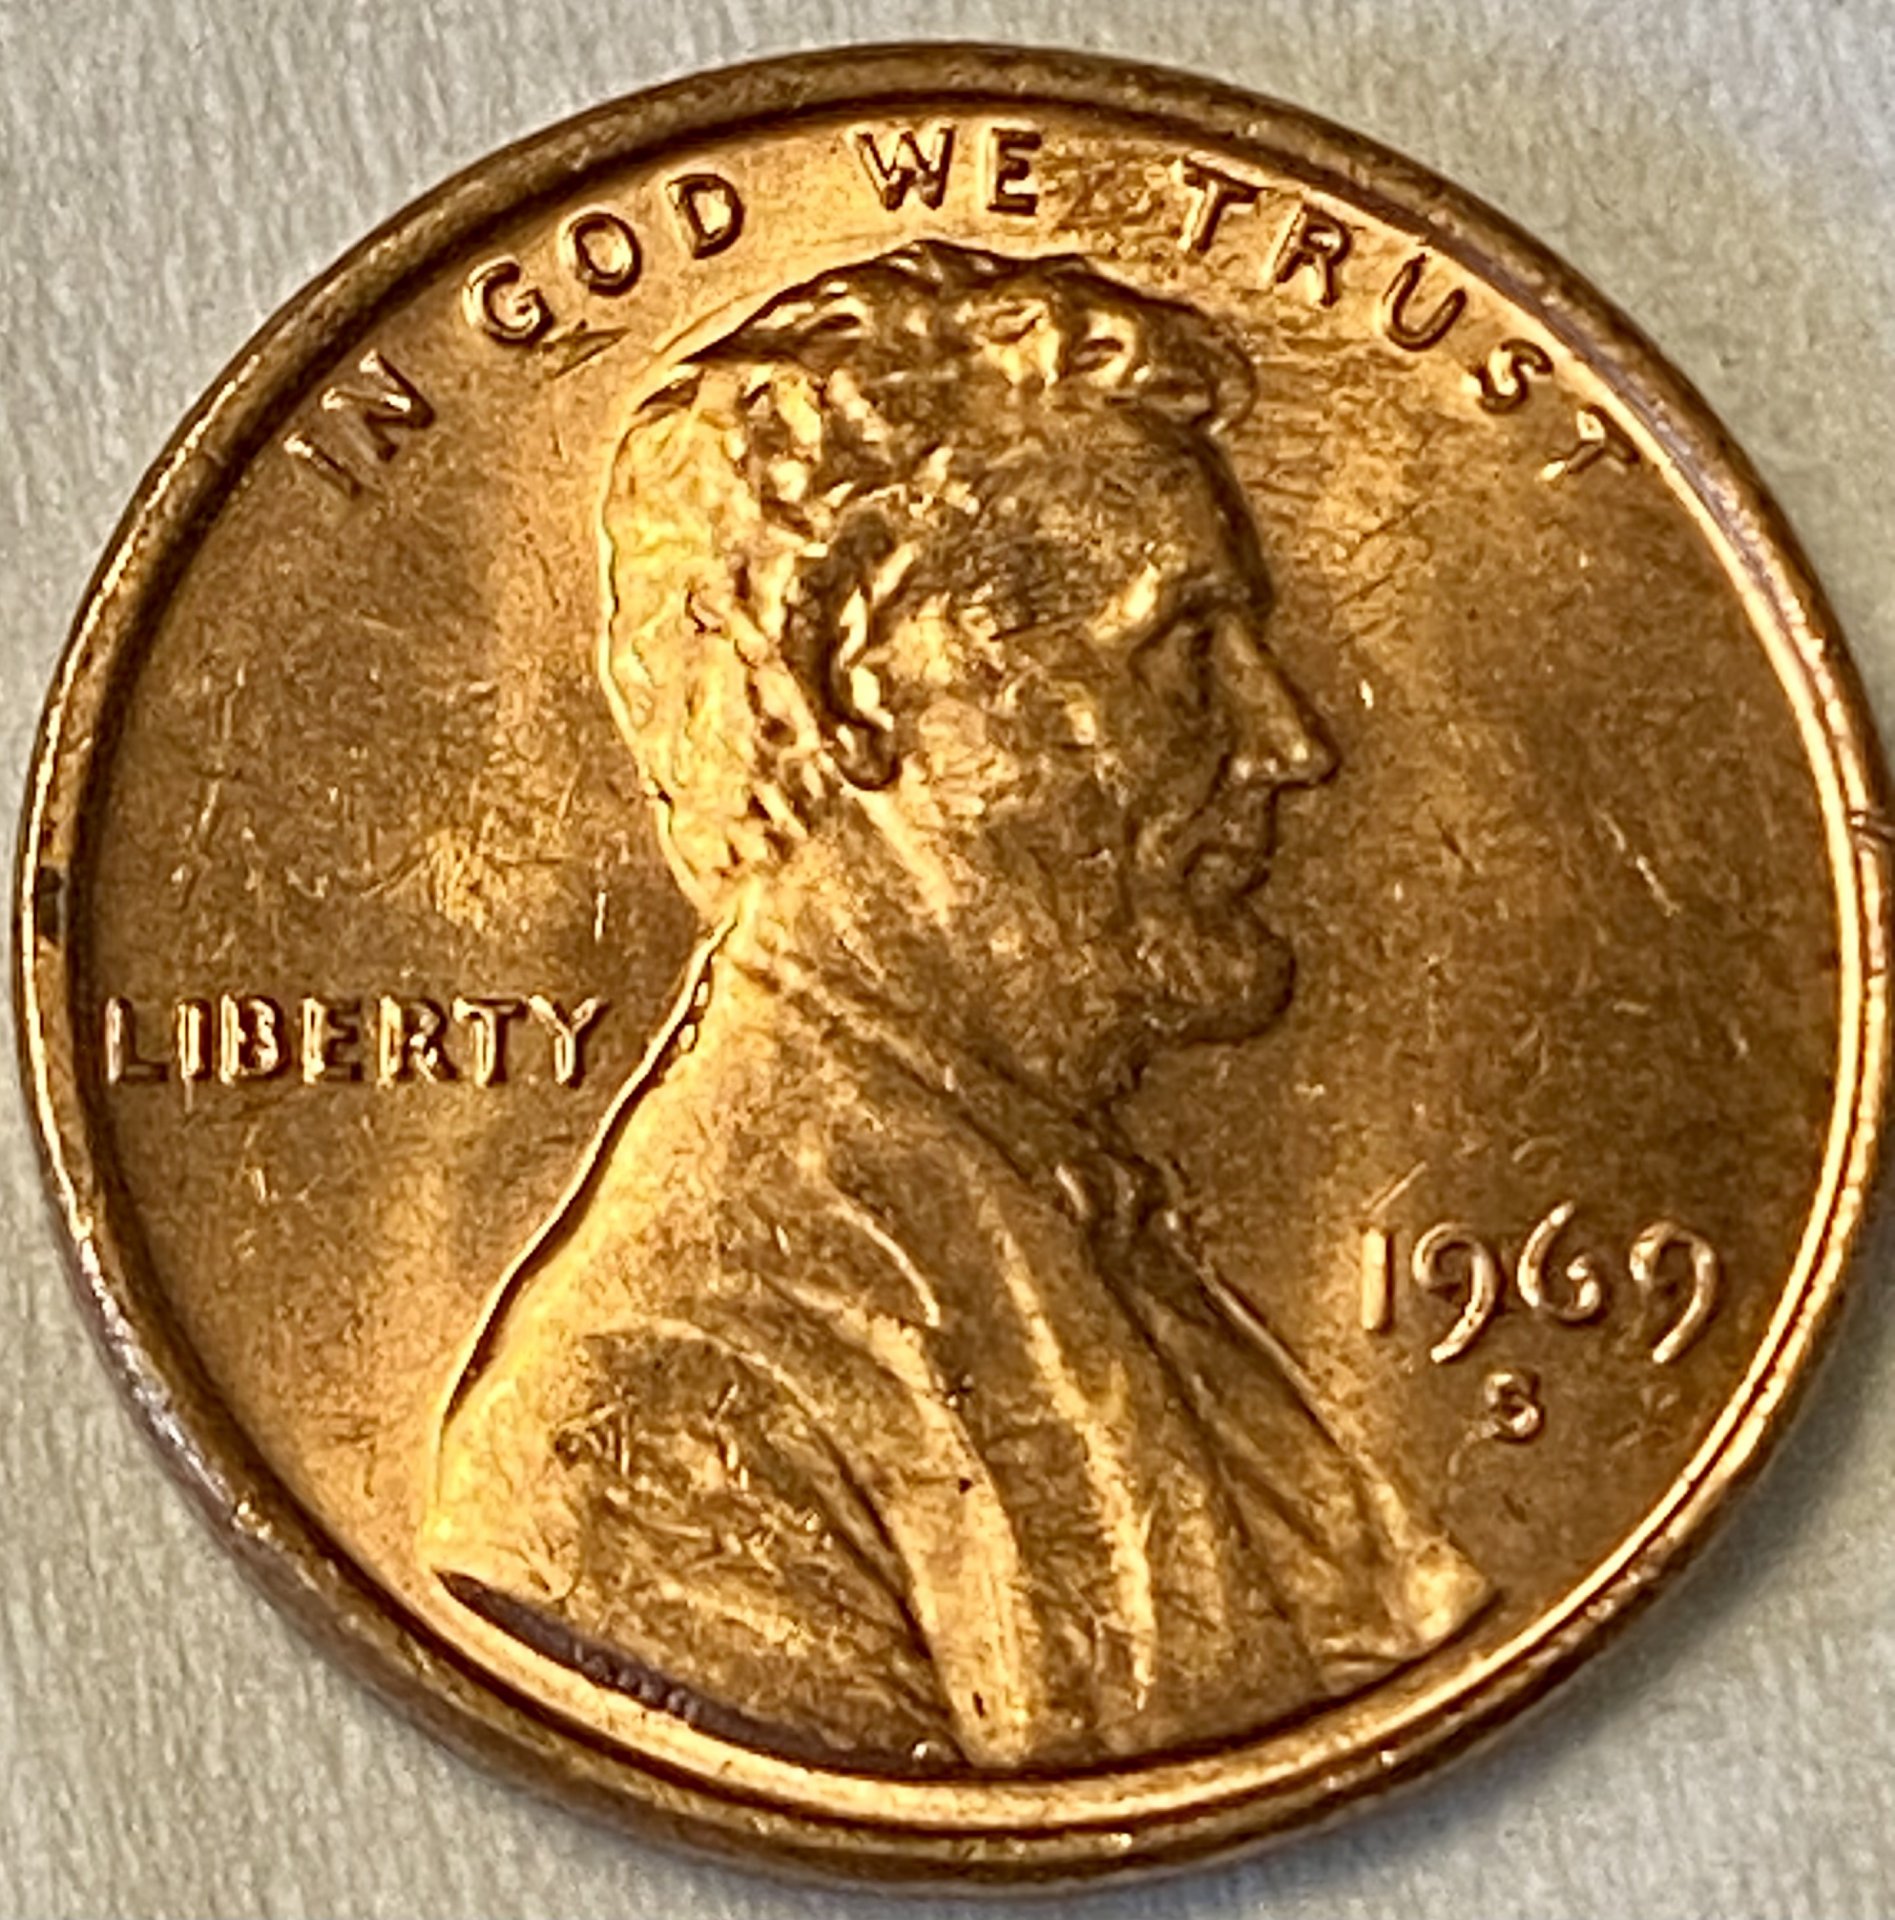 IN GOD WE TRUST
LIBERTY
1969
S